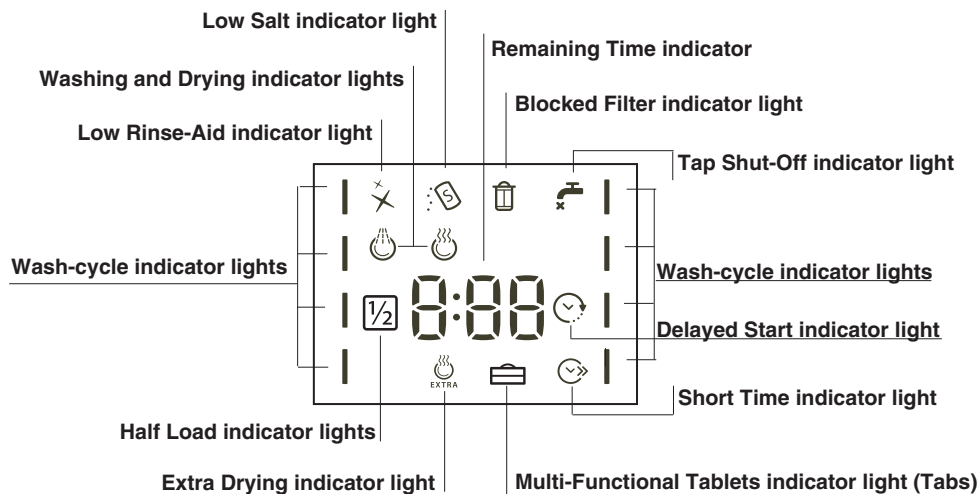 Low Salt indicator light
Remaining Time indicator
Washing and Drying indicator lights
Blocked Filter indicator light
Low Rinse-Aid indicator light
Tap Shut-Off indicator light
S
Wash-cycle indicator lights
Wash-cycle indicator lights
1/2
8:88
Delayed Start indicator light
EXTRA
Short Time indicator light
Half Load indicator lights
Extra Drying indicator light
Multi-Functional Tablets indicator light (Tabs)